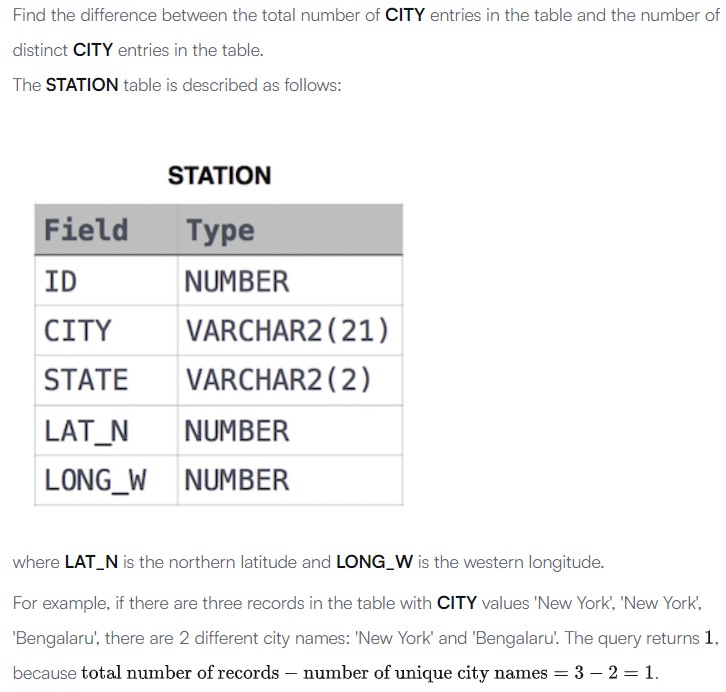 Find the difference between the total number of CITY entries in the table and the number of
distinct CITY entries in the table.
The STATION table is described as follows:
STATION
Field Type
ID NUMBER
CITY VARCHAR2(21)
STATE VARCHAR2(2)
LAT_N NUMBER
LONG_W NUMBER
where LAT_N is the northern latitude and LONG_W is the western longitude.
For example, if there are three records in the table with CITY values 'New York', 'New York',
'Bengalaru', there are 2 different city names: 'New York' and 'Bengalaru'. The query returns 1,
because total number of records − number of unique city names = 3 − 2 = 1.